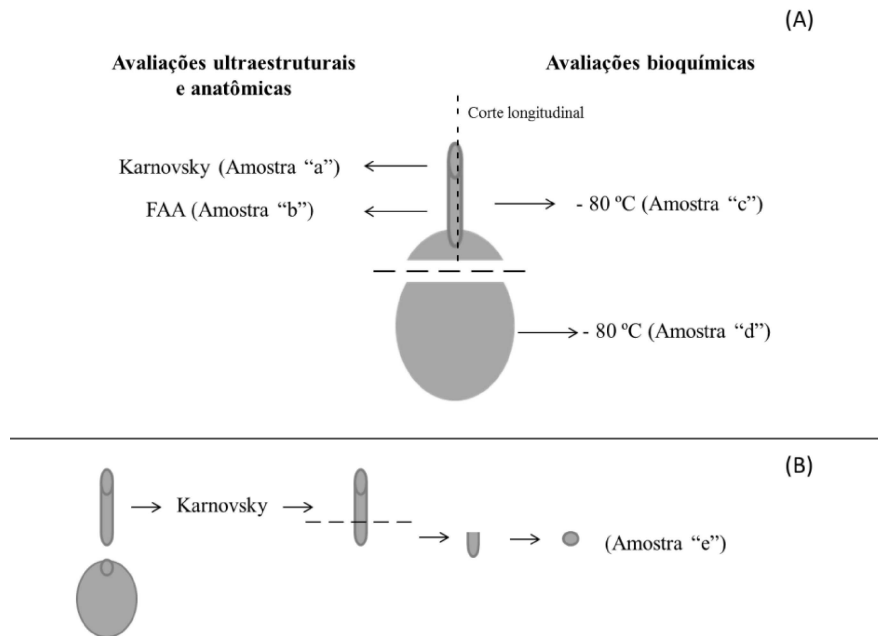 (A)
Avaliações ultraestruturais
e anatômicas
Avaliações bioquímicas
Corte longitudinal
Karnovsky (Amostra “a”)
FAA (Amostra “b”)
- 80 ºC (Amostra “c”)
- 80 ºC (Amostra “d”)
(B)
Karnovsky
(Amostra “e”)